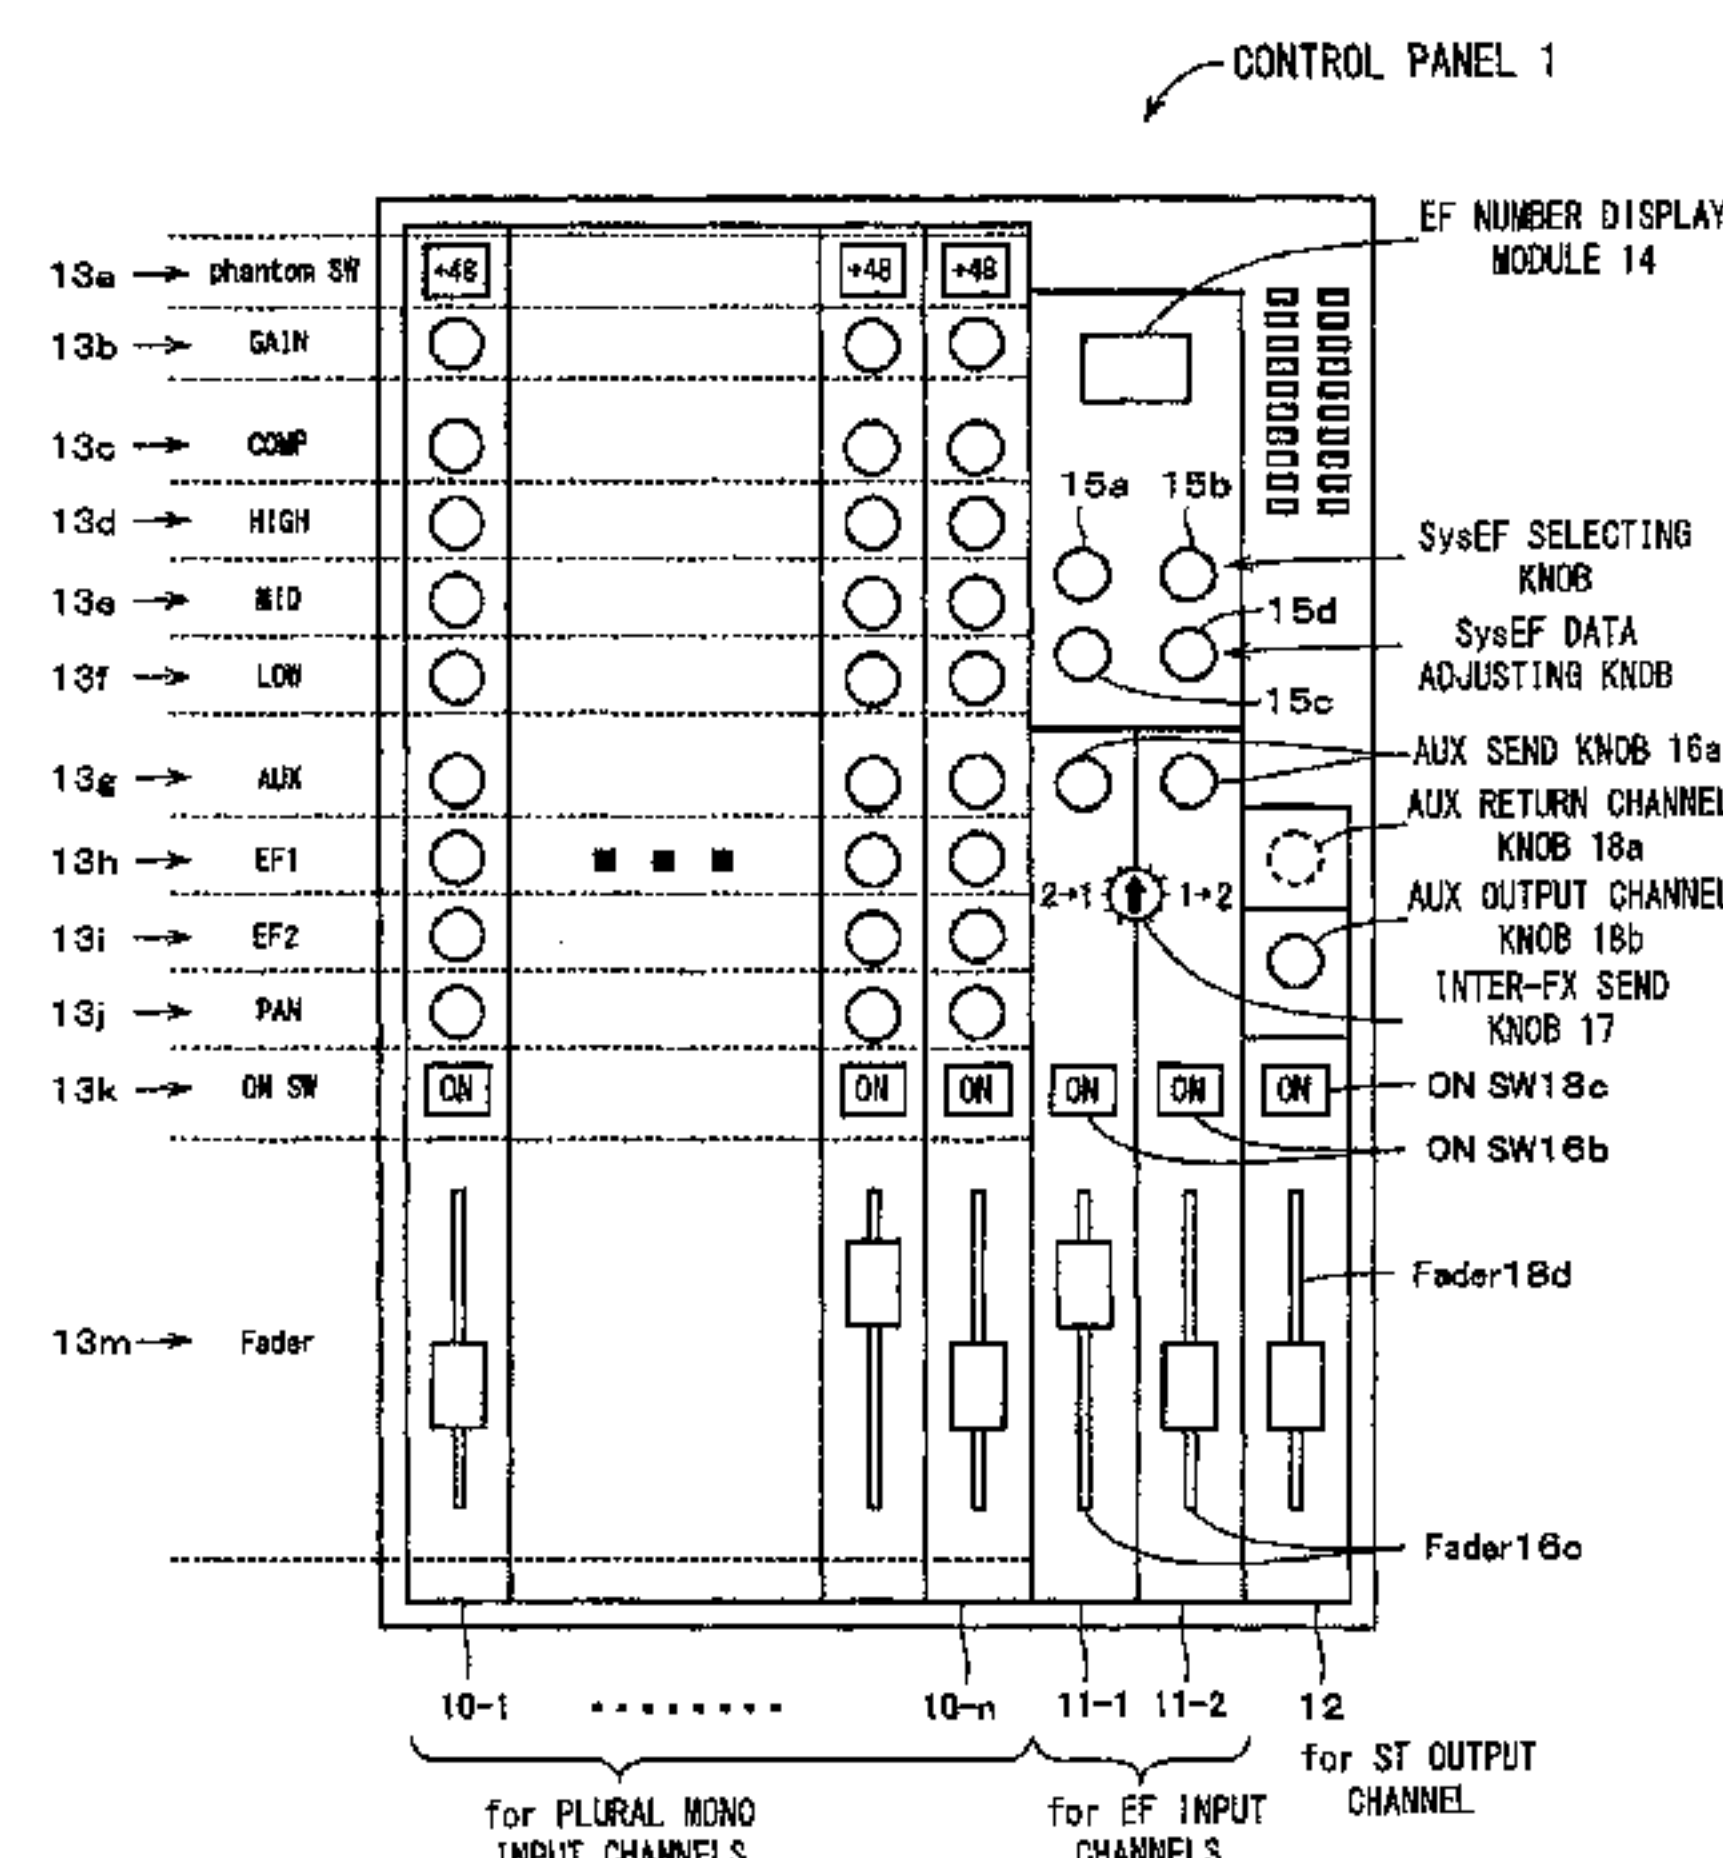 CONTROL PANEL 1
EF NUMBER DISPLAY
MODULE 14
13a phantom SW +48 +48 +48
13b GAIN
13c COMP
13d HIGH
13e MID
13f LOW
13g AUX
13h EF1
13i EF2
13j PAN
13k ON SW ON ON ON ON ON ON
13m Fader
15a 15b
SysEF SELECTING
KNOB
15d
SysEF DATA
ADJUSTING KNOB
15c
AUX SEND KNOB 16a
AUX RETURN CHANNEL
KNOB 18a
2→1 1→2
AUX OUTPUT CHANNEL
KNOB 18b
INTER-FX SEND
KNOB 17
ON SW18c
ON SW16b
Fader18d
Fader16c
10-1 10-n 11-1 11-2 12
for PLURAL MONO
INPUT CHANNELS
for EF INPUT
CHANNELS
for ST OUTPUT
CHANNEL